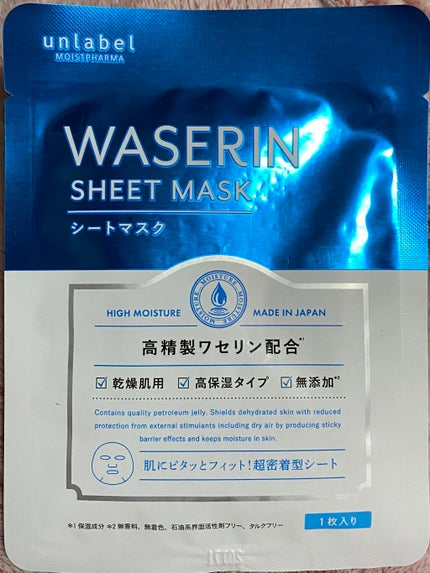 unlabel
MOISTPHARMA
WASERIN
SHEET MASK
シートマスク
MOISTURE MOISTURE MOISTURE
HIGH MOISTURE
MADE IN JAPAN
高精製ワセリン配合*1
☑ 乾燥肌用 ☑ 高保湿タイプ ☑ 無添加*2
Contains quality petroleum jelly. Shields dehydrated skin with reduced
protection from external stimulants including dry air by producing sticky
barrier effects and keeps moisture in skin.
肌にピタッとフィット!超密着型シート
*1 保湿成分 *2 無香料、無着色、石油系界面活性剤フリー、タルクフリー
1枚入り